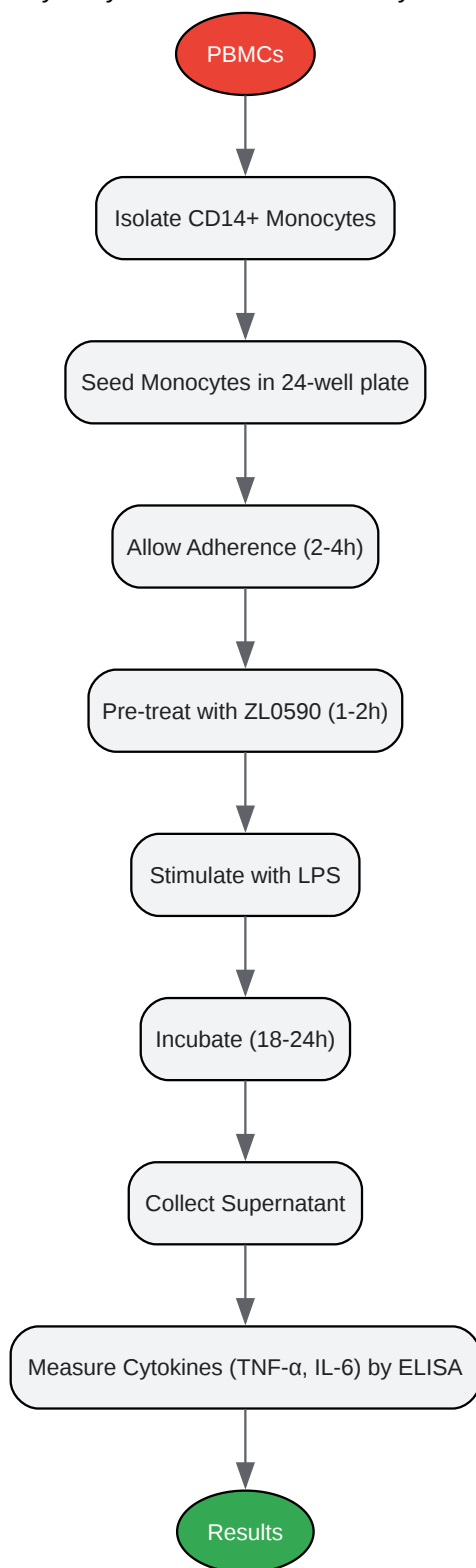 PBMCs
Isolate CD14+ Monocytes
Seed Monocytes in 24-well plate
Allow Adherence (2-4h)
Pre-treat with ZL0590 (1-2h)
Stimulate with LPS
Incubate (18-24h)
Collect Supernatant
Measure Cytokines (TNF-α, IL-6) by ELISA
Results